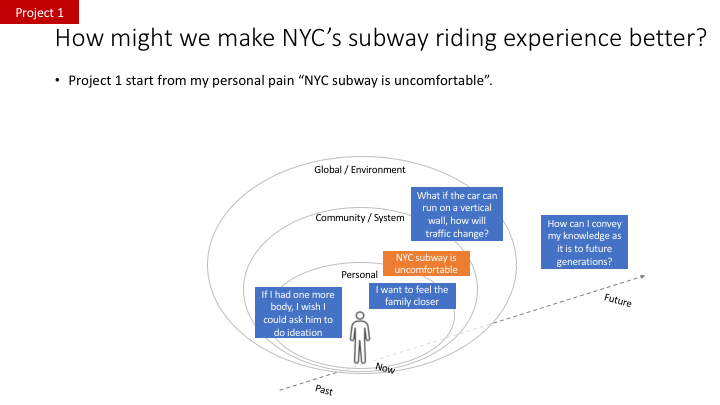 Project 1
How might we make NYC’s subway riding experience better?
• Project 1 start from my personal pain “NYC subway is uncomfortable”.
Global / Environment
What if the car can
run on a vertical
wall, how will
traffic change?
Community / System
How can I convey
my knowledge as
it is to future
generations?
NYC subway is
uncomfortable
Personal
I want to feel the
family closer
If I had one more
body, I wish I
could ask him to
do ideation
Future
Now
Past